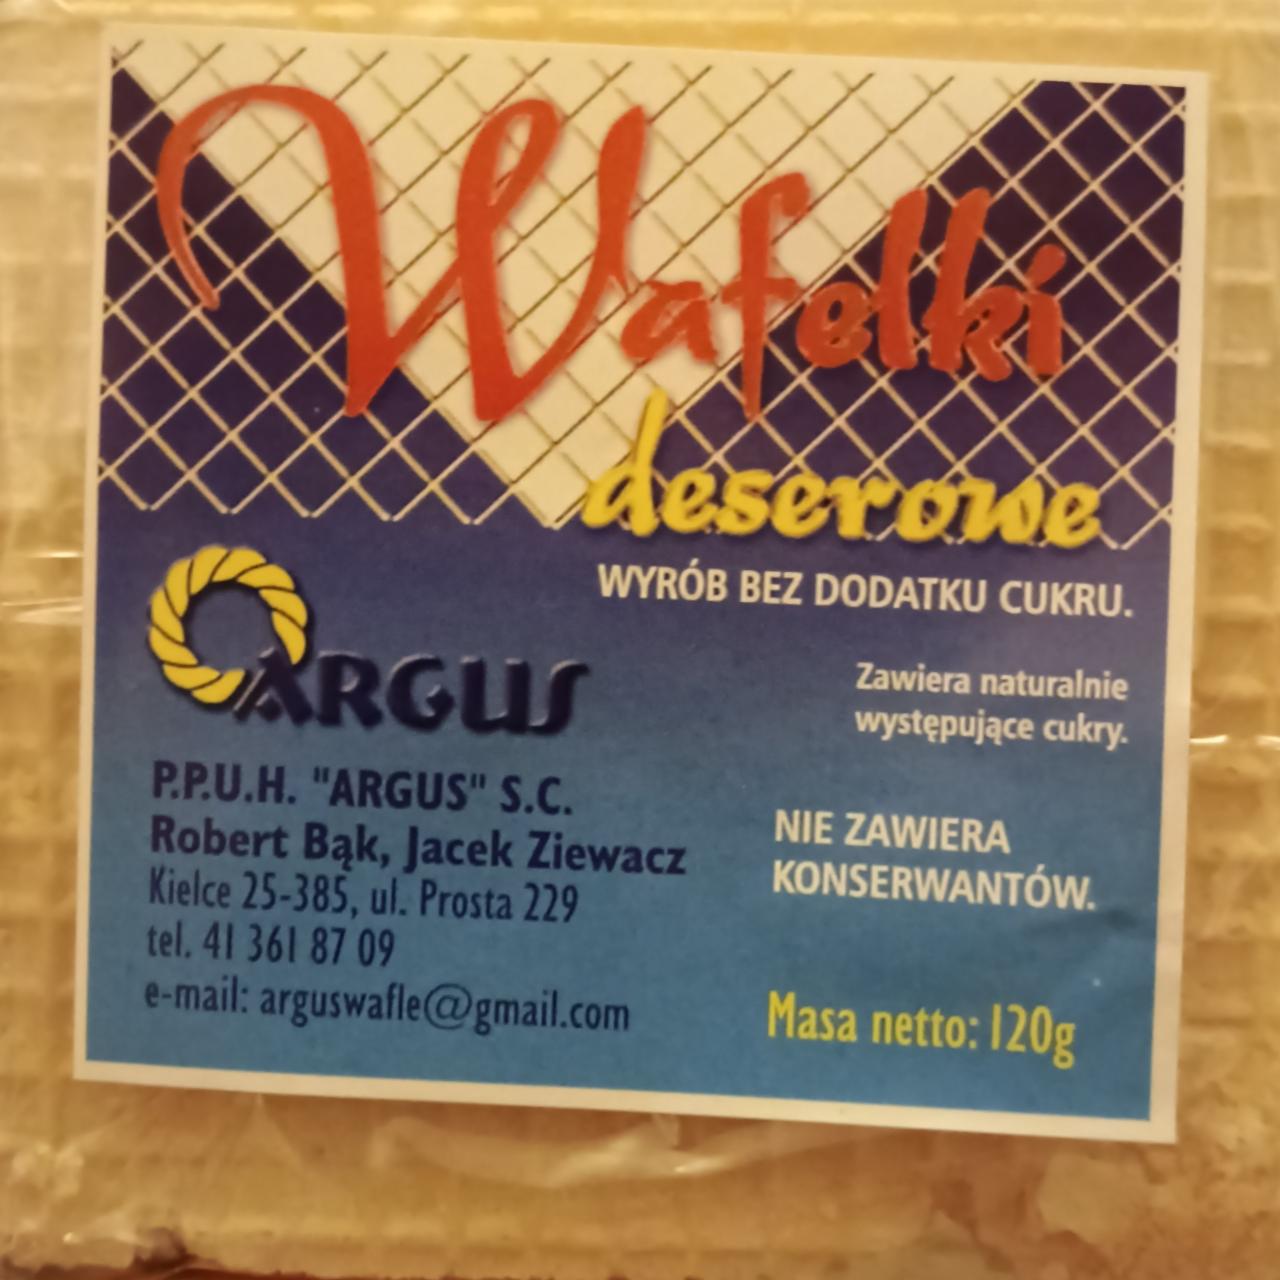 Wafelki
deserowe
WYRÓB BEZ DODATKU CUKRU.
Zawiera naturalnie
występujące cukry.
ARGUS
P.P.U.H. "ARGUS" S.C.
Robert Bąk, Jacek Ziewacz
Kielce 25-385, ul. Prosta 229
tel. 41 361 87 09
e-mail: arguswafle@gmail.com
NIE ZAWIERA
KONSERWANTÓW.
Masa netto: 120g